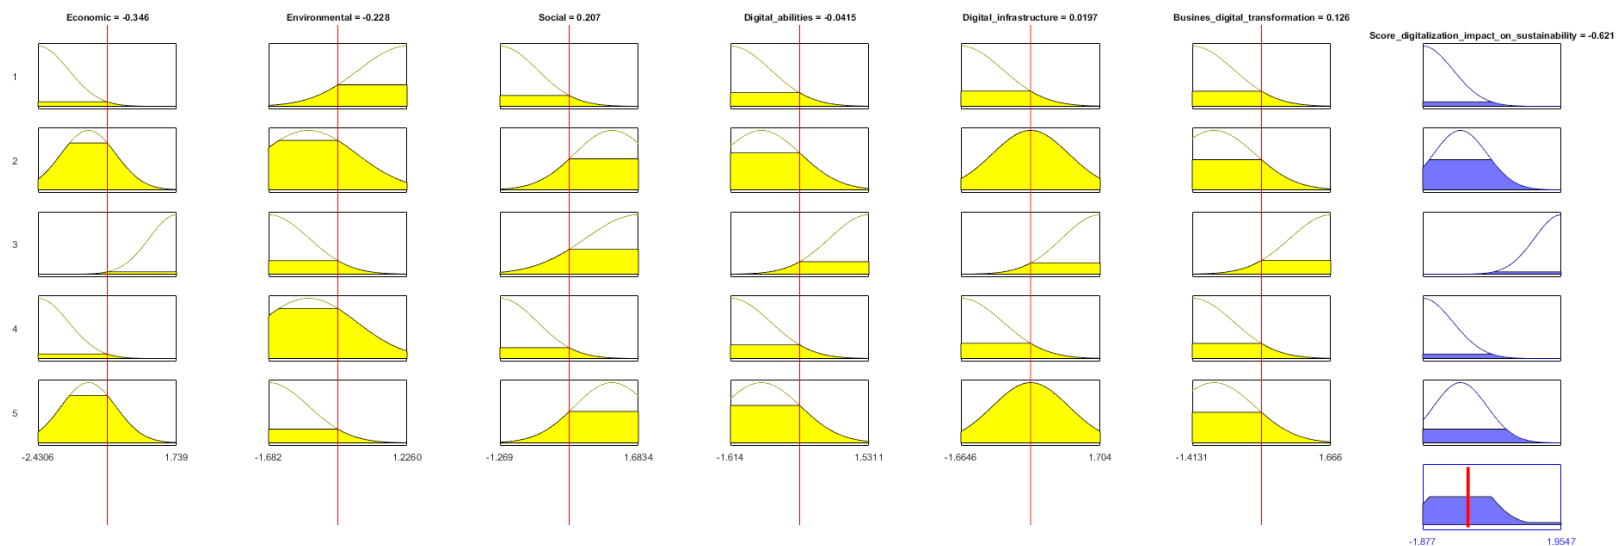 Economic = -0.346
Environmental = -0.228
Social = 0.207
Digital_abilities = -0.0415
Digital_infrastructure = 0.0197
Busines_digital_transformation = 0.126
Score_digitalization_impact_on_sustainability = -0.621
1
2
3
4
5
-2.4306 1.739
-1.682 1.2260
-1.269 1.6834
-1.614 1.5311
-1.6646 1.704
-1.4131 1.666
-1.877 1.9547